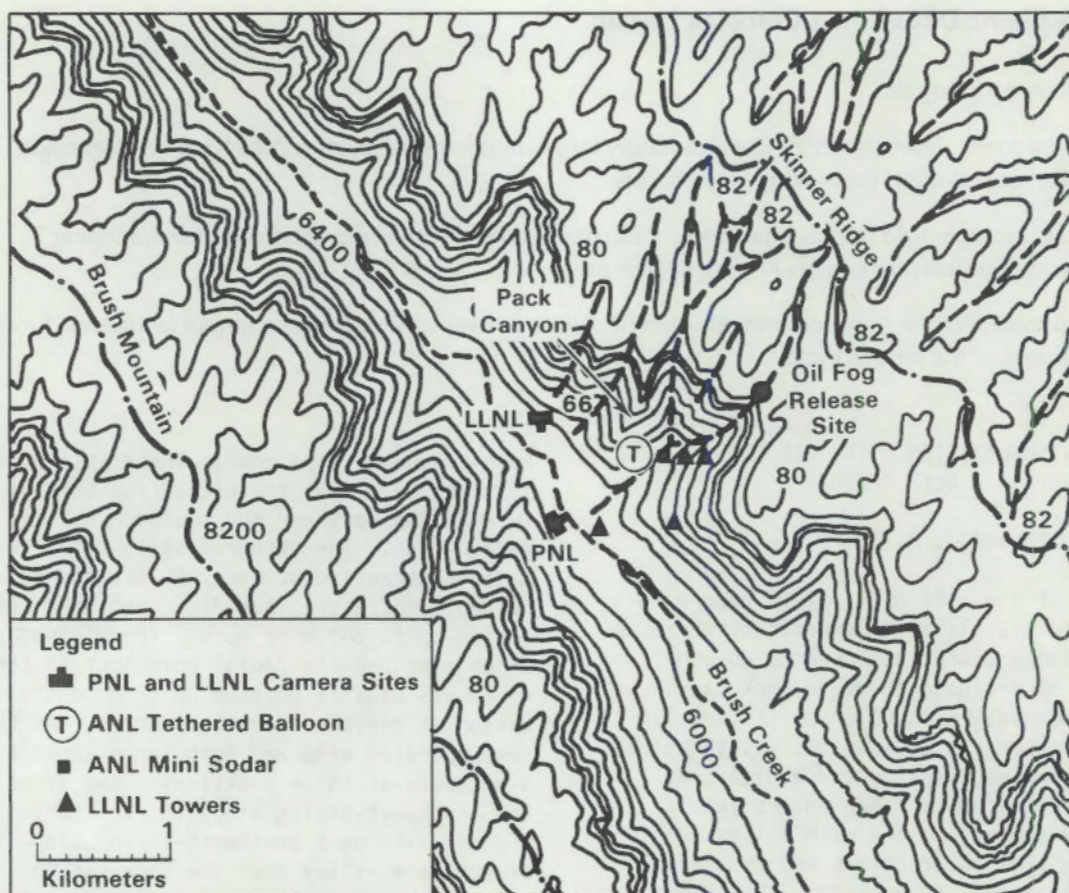 82
Skinner Ridge
82
80
6400
Pack
Canyon
Brush Mountain
82
Oil Fog
Release
Site
66
LLNL
T
80
8200
PNL
82
Legend
PNL and LLNL Camera Sites
T ANL Tethered Balloon
ANL Mini Sodar
LLNL Towers
0 1
Kilometers
80
Brush Creek
6000